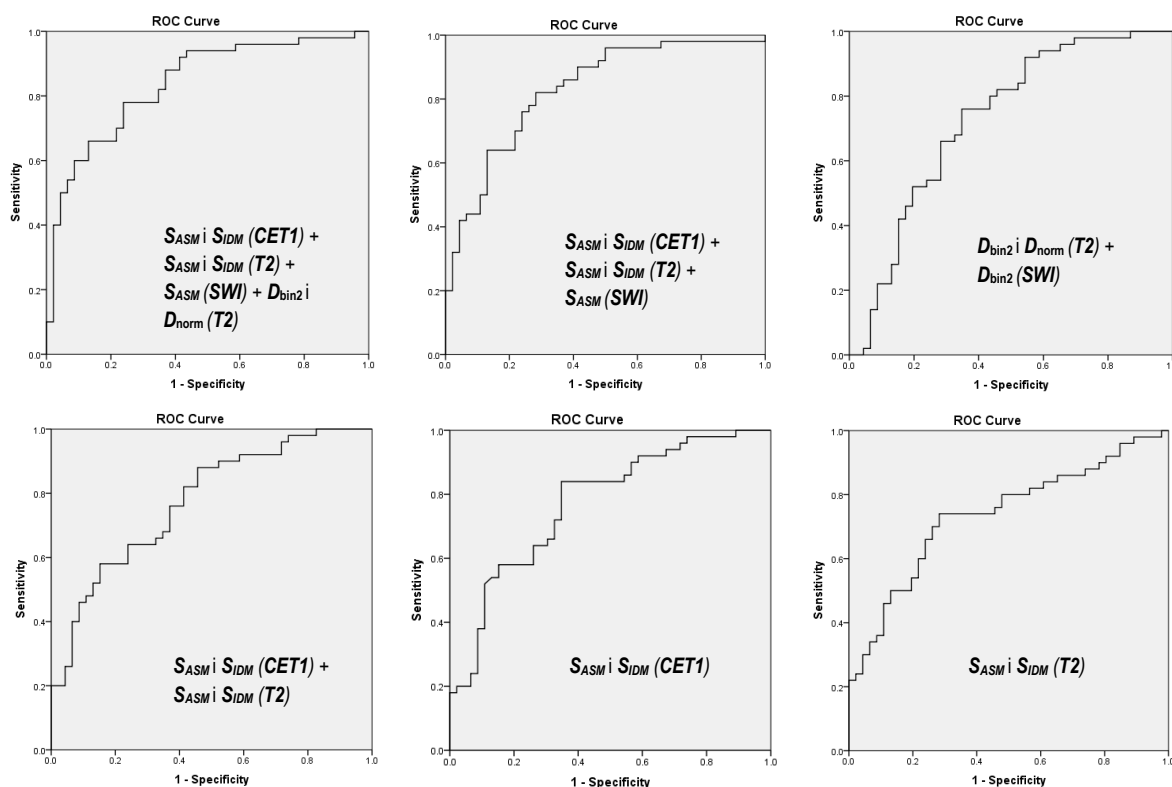 ROC Curve
1.0
0.8
0.6
0.4
0.2
0.0
Sensitivity
0.0 0.2 0.4 0.6 0.8 1.0
1 - Specificity
SASM i SIDM (CET1) +
SASM i SIDM (T2) +
SASM (SWI) + Dbin2 i
Dnorm (T2)
ROC Curve
1.0
0.8
0.6
0.4
0.2
0.0
Sensitivity
0.0 0.2 0.4 0.6 0.8 1.0
1 - Specificity
SASM i SIDM (CET1) +
SASM i SIDM (T2) +
SASM (SWI)
ROC Curve
1.0
0.8
0.6
0.4
0.2
0.0
Sensitivity
0.0 0.2 0.4 0.6 0.8 1.0
1 - Specificity
Dbin2 i Dnorm (T2) +
Dbin2 (SWI)
ROC Curve
1.0
0.8
0.6
0.4
0.2
0.0
Sensitivity
0.0 0.2 0.4 0.6 0.8 1.0
1 - Specificity
SASM i SIDM (CET1) +
SASM i SIDM (T2)
ROC Curve
1.0
0.8
0.6
0.4
0.2
0.0
Sensitivity
0.0 0.2 0.4 0.6 0.8 1.0
1 - Specificity
SASM i SIDM (CET1)
ROC Curve
1.0
0.8
0.6
0.4
0.2
0.0
Sensitivity
0.0 0.2 0.4 0.6 0.8 1.0
1 - Specificity
SASM i SIDM (T2)